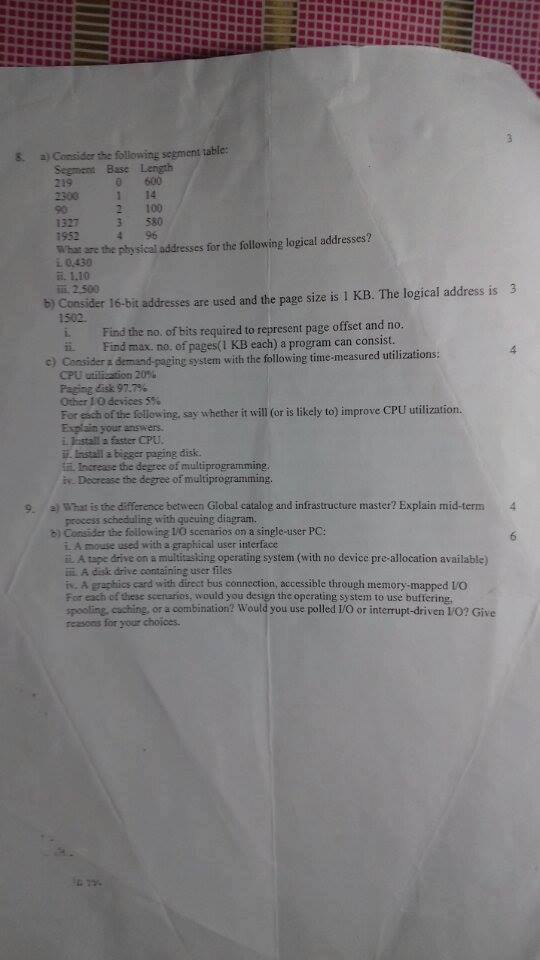 3
8. a) Consider the following segment table:
Segment Base Length
219 0 600
2300 1 14
90 2 100
1327 3 580
1952 4 96
What are the physical addresses for the following logical addresses?
i. 0,430
ii. 1,10
iii. 2,500
b) Consider 16-bit addresses are used and the page size is 1 KB. The logical address is 3
1502.
i. Find the no. of bits required to represent page offset and no.
ii. Find max. no. of pages(1 KB each) a program can consist.
c) Consider a demand-paging system with the following time-measured utilizations: 4
CPU utilization 20%
Paging disk 97.7%
Other I/O devices 5%
For each of the following, say whether it will (or is likely to) improve CPU utilization.
Explain your answers.
i. Install a faster CPU.
ii. Install a bigger paging disk.
iii. Increase the degree of multiprogramming.
iv. Decrease the degree of multiprogramming.
9. a) What is the difference between Global catalog and infrastructure master? Explain mid-term 4
process scheduling with queuing diagram.
b) Consider the following I/O scenarios on a single-user PC: 6
i. A mouse used with a graphical user interface
ii. A tape drive on a multitasking operating system (with no device pre-allocation available)
iii. A disk drive containing user files
iv. A graphics card with direct bus connection, accessible through memory-mapped I/O
For each of these scenarios, would you design the operating system to use buffering,
spooling, caching, or a combination? Would you use polled I/O or interrupt-driven I/O? Give
reasons for your choices.